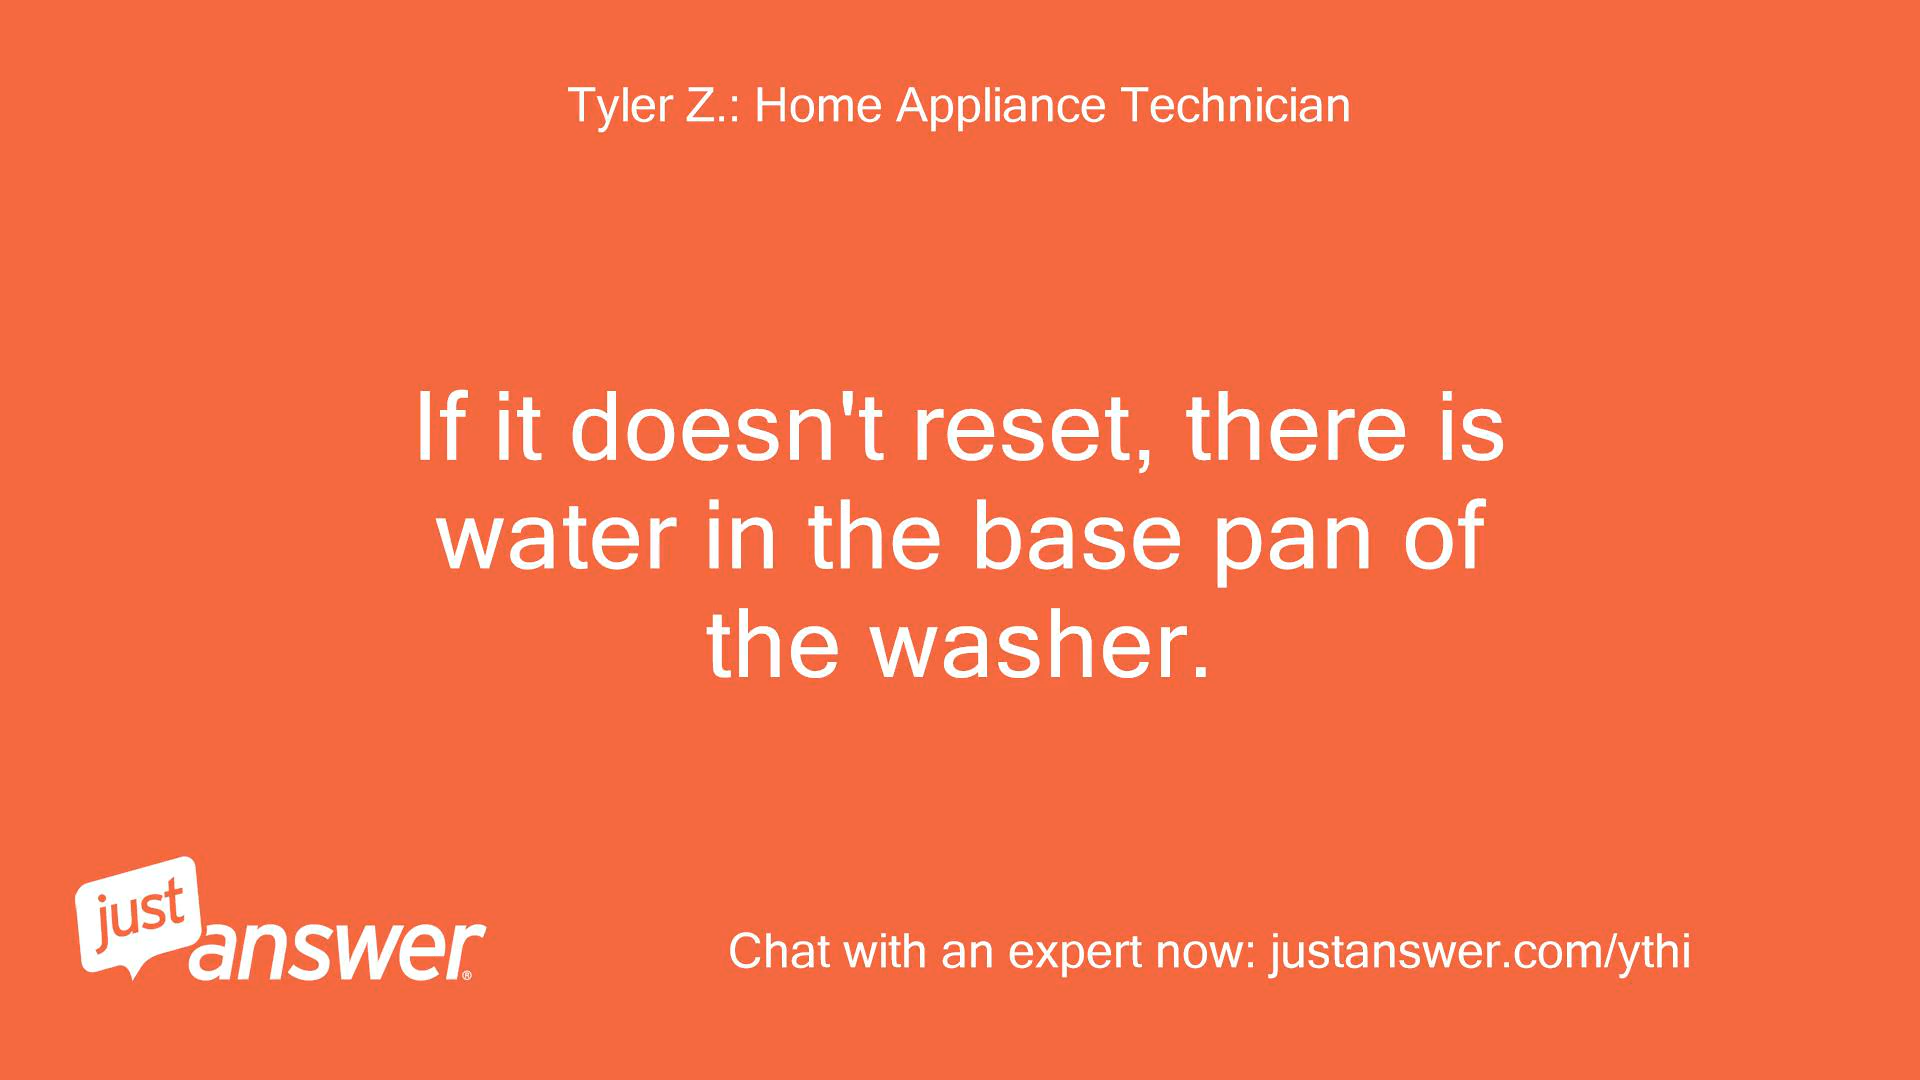 Tyler Z.: Home Appliance Technician
If it doesn't reset, there is
water in the base pan of
the washer.
just
answer®
Chat with an expert now: justanswer.com/ythi